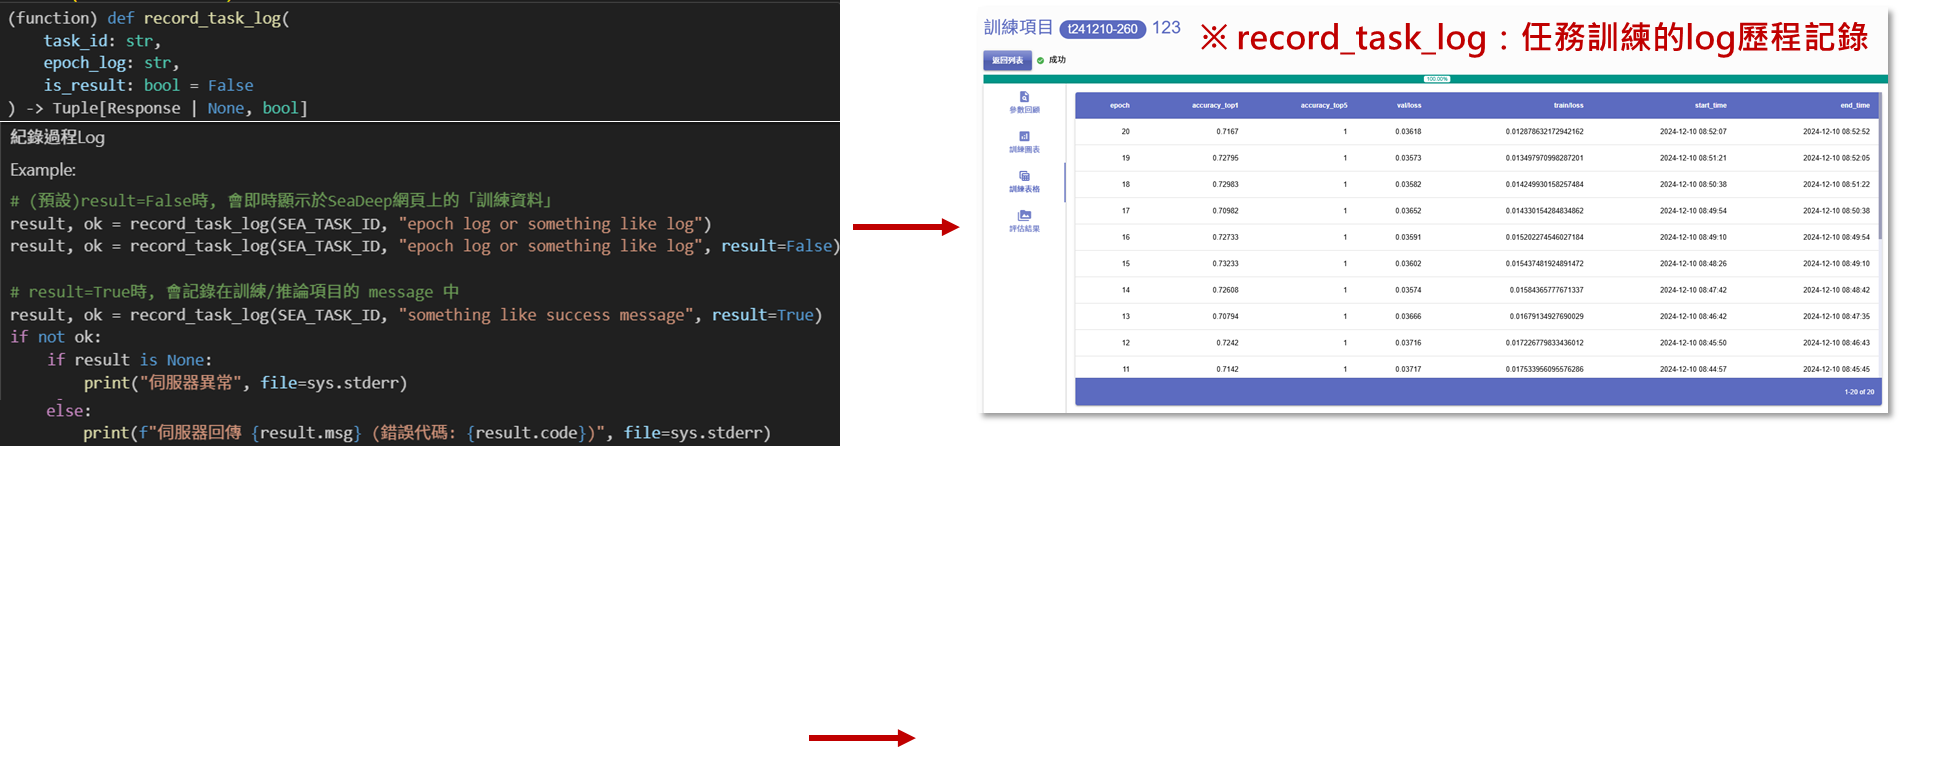 (function) def record_task_log(
task_id: str,
epoch_log: str,
is_result: bool = False
) -> Tuple[Response | None, bool]
紀錄過程Log
Example:
# (預設)result=False時, 會即時顯示於SeaDeep網頁上的「訓練資料」
result, ok = record_task_log(SEA_TASK_ID, "epoch log or something like log")
result, ok = record_task_log(SEA_TASK_ID, "epoch log or something like log", result=False)
# result=True時, 會記錄在訓練/推論項目的 message 中
result, ok = record_task_log(SEA_TASK_ID, "something like success message", result=True)
if not ok:
if result is None:
print("伺服器異常", file=sys.stderr)
else:
print(f"伺服器回傳 {result.msg} (錯誤代碼: {result.code})", file=sys.stderr)
訓練項目 t241210-260 123
※ record_task_log：任務訓練的log歷程記錄
返回列表 成功
100.00%
參數回顧
訓練圖表
訓練表格
評估結果
epoch accuracy_top1 accuracy_top5 val/loss train/loss start_time end_time
20 0.7167 1 0.03618 0.012878632172942162 2024-12-10 08:52:07 2024-12-10 08:52:52
19 0.72795 1 0.03573 0.013497970998287201 2024-12-10 08:51:21 2024-12-10 08:52:05
18 0.72983 1 0.03582 0.014249930158257484 2024-12-10 08:50:38 2024-12-10 08:51:22
17 0.70982 1 0.03652 0.014330154284834862 2024-12-10 08:49:54 2024-12-10 08:50:38
16 0.72733 1 0.03591 0.015202274546027184 2024-12-10 08:49:10 2024-12-10 08:49:54
15 0.73233 1 0.03602 0.015437481924891472 2024-12-10 08:48:26 2024-12-10 08:49:10
14 0.72608 1 0.03574 0.01584365777671337 2024-12-10 08:47:42 2024-12-10 08:48:42
13 0.70794 1 0.03666 0.01679134927690029 2024-12-10 08:46:42 2024-12-10 08:47:35
12 0.7242 1 0.03716 0.017226779833436012 2024-12-10 08:45:50 2024-12-10 08:46:43
11 0.7142 1 0.03717 0.017533956095576286 2024-12-10 08:44:57 2024-12-10 08:45:45
1-20 of 20